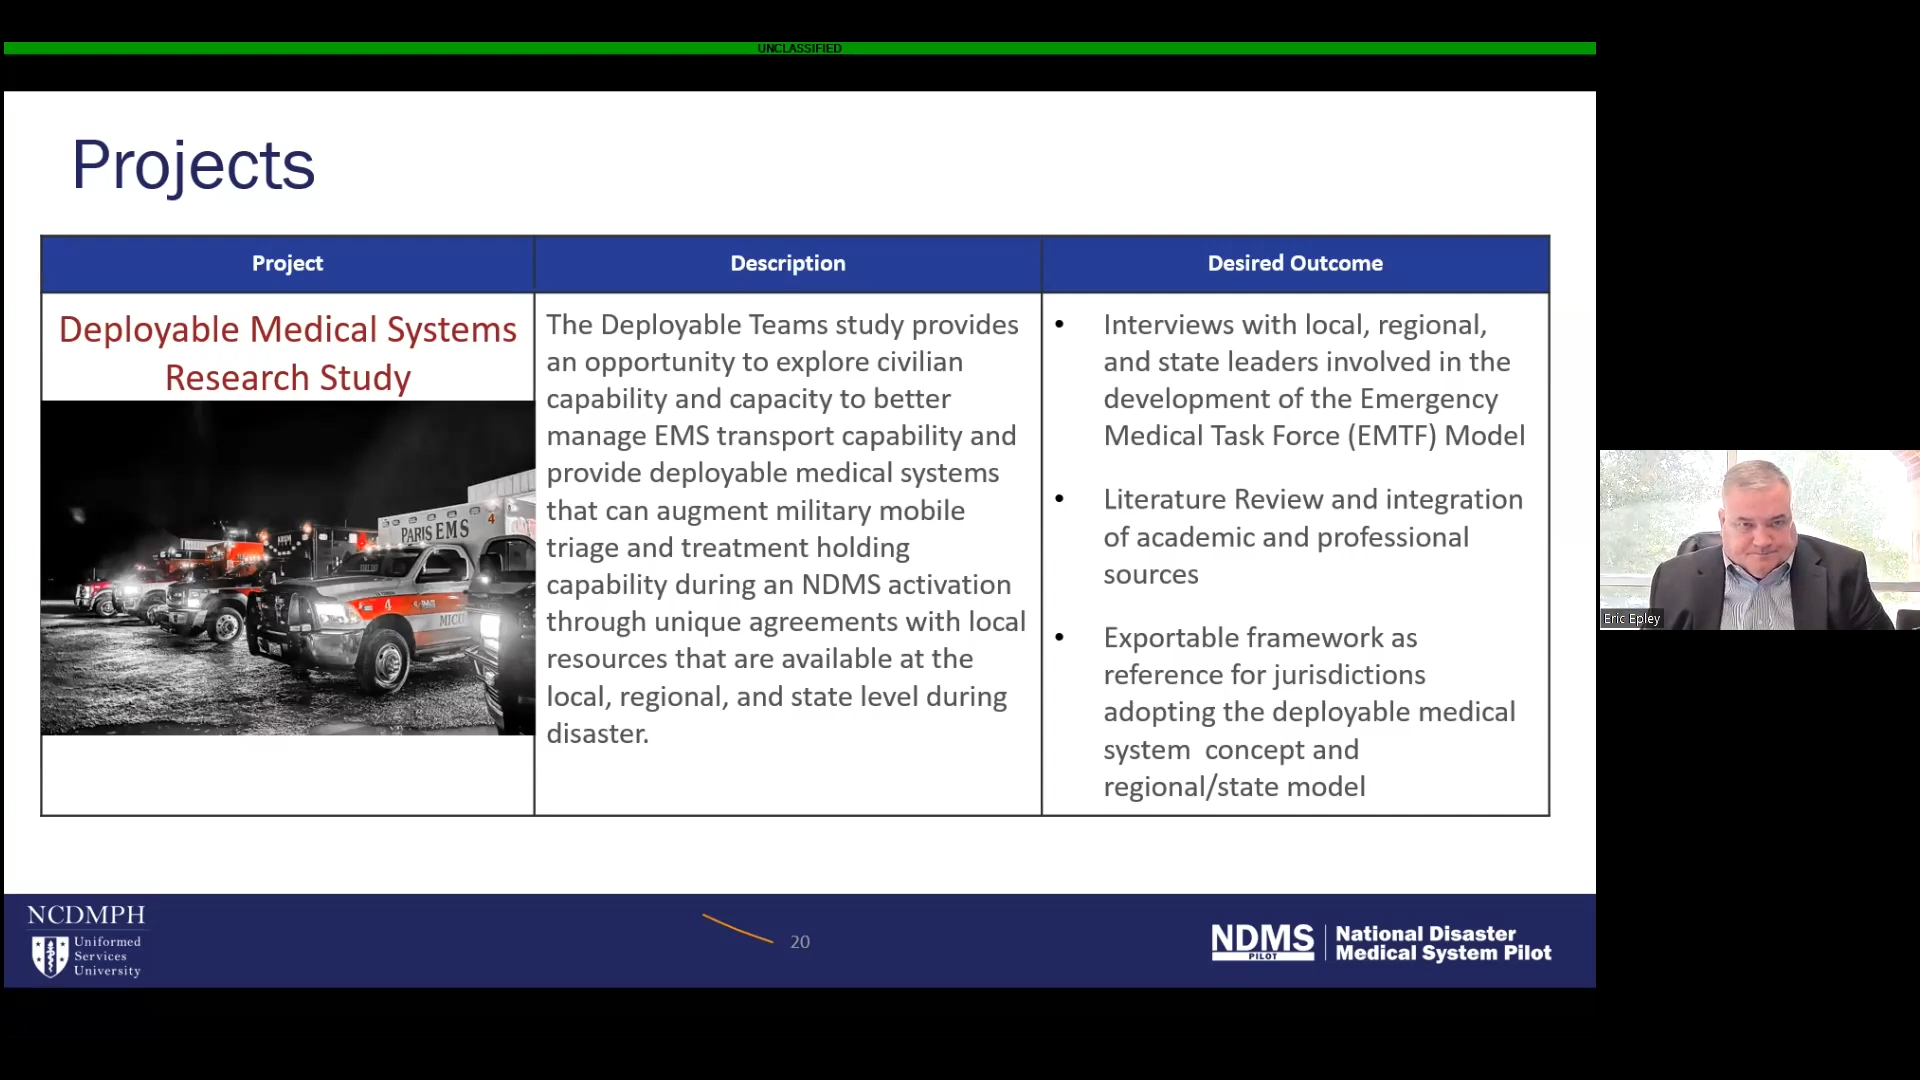 UNCLASSIFIED
Projects
Project
Description
Desired Outcome
Deployable Medical Systems
Research Study
PARIS EMS
4
4
MICU
The Deployable Teams study provides
an opportunity to explore civilian
capability and capacity to better
manage EMS transport capability and
provide deployable medical systems
that can augment military mobile
triage and treatment holding
capability during an NDMS activation
through unique agreements with local
resources that are available at the
local, regional, and state level during
disaster.
• Interviews with local, regional,
and state leaders involved in the
development of the Emergency
Medical Task Force (EMTF) Model
• Literature Review and integration
of academic and professional
sources
• Exportable framework as
reference for jurisdictions
adopting the deployable medical
system  concept and
regional/state model
Eric Epley
NCDMPH
Uniformed
Services
University
20
NDMS
PILOT
National Disaster
Medical System Pilot